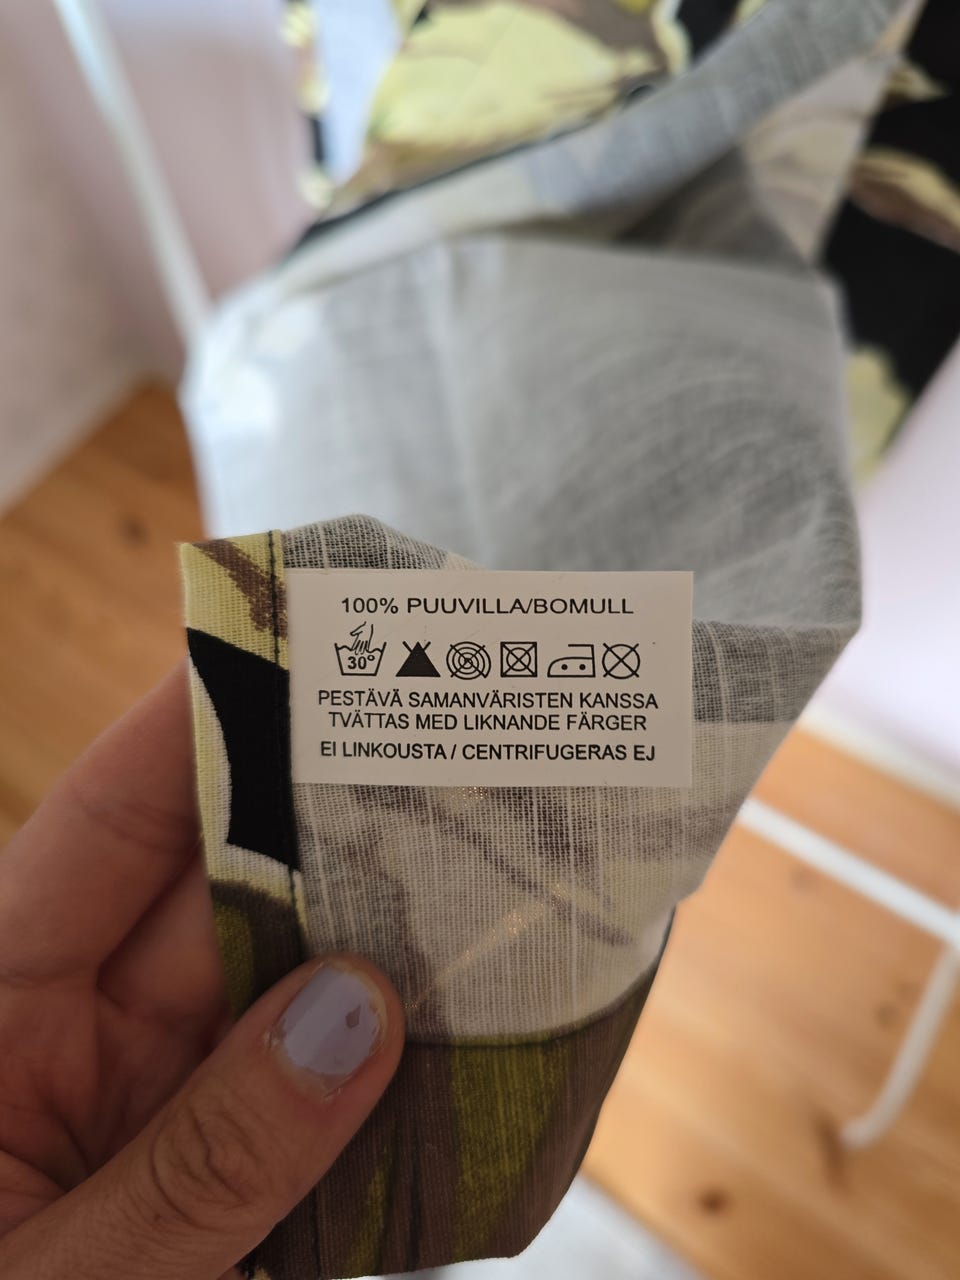 100% PUUVILLA/BOMULL
30°
PESTÄVÄ SAMANVÄRISTEN KANSSA
TVÄTTAS MED LIKNANDE FÄRGER
EI LINKOUSTA / CENTRIFUGERAS EJ